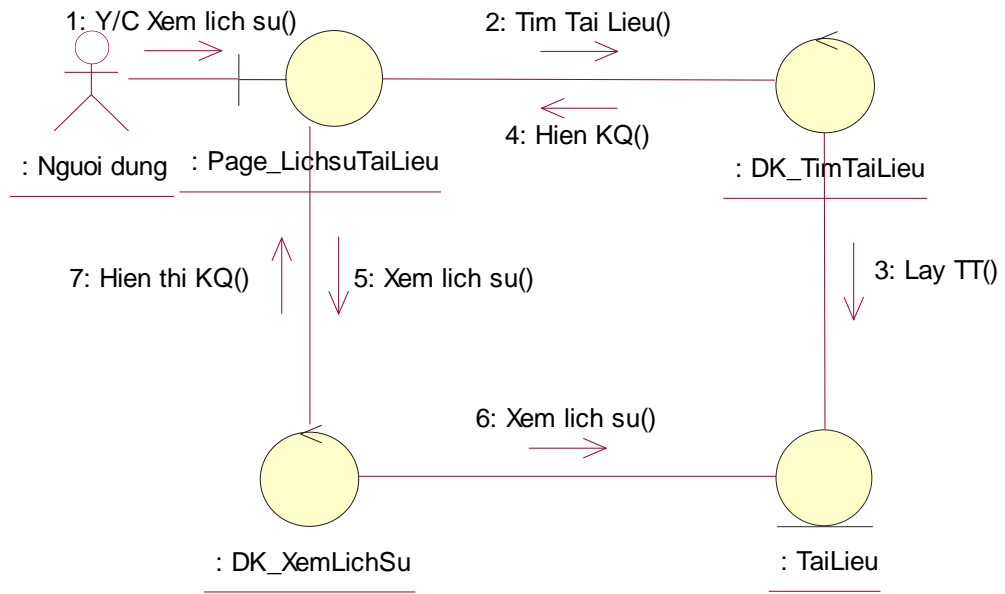 1: Y/C Xem lich su()
2: Tim Tai Lieu()
4: Hien KQ()
: Nguoi dung
: Page_LichsuTaiLieu
: DK_TimTaiLieu
7: Hien thi KQ()
5: Xem lich su()
3: Lay TT()
6: Xem lich su()
: DK_XemLichSu
: TaiLieu